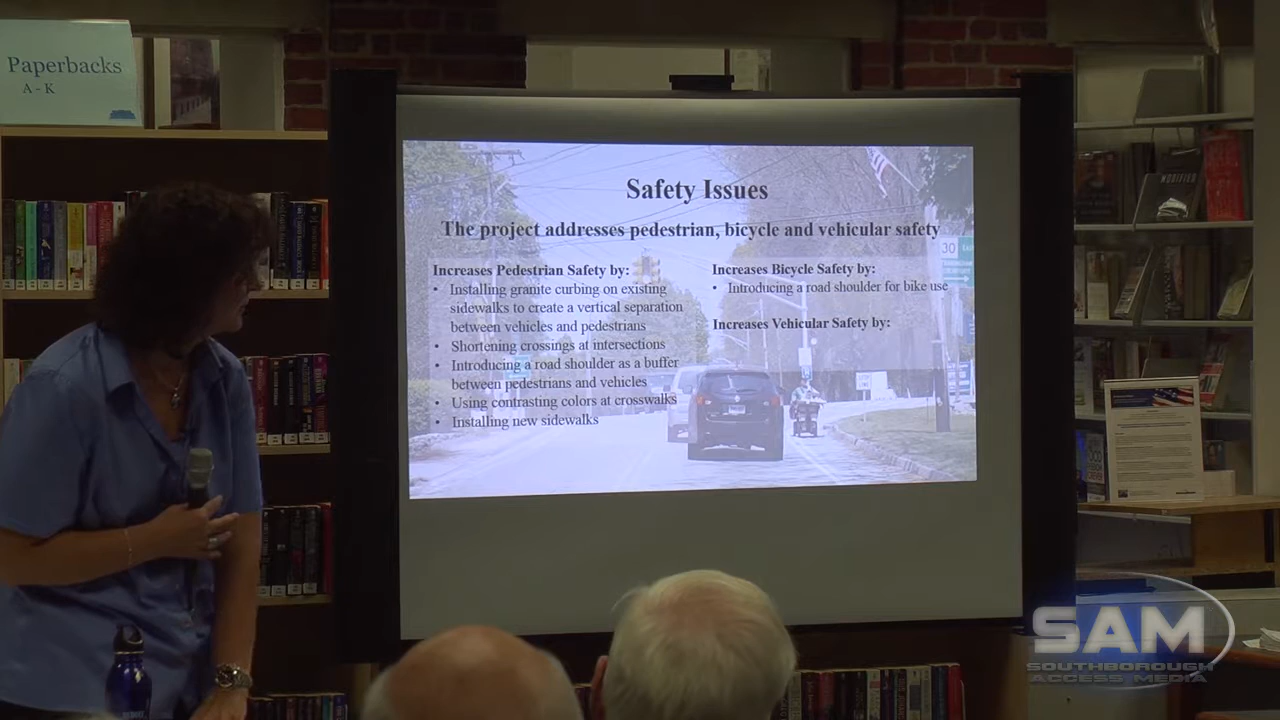 Paperbacks
A - K
Safety Issues
The project addresses pedestrian, bicycle and vehicular safety
Increases Pedestrian Safety by:
• Installing granite curbing on existing
sidewalks to create a vertical separation
between vehicles and pedestrians
• Shortening crossings at intersections
• Introducing a road shoulder as a buffer
between pedestrians and vehicles
• Using contrasting colors at crosswalks
• Installing new sidewalks
Increases Bicycle Safety by:
• Introducing a road shoulder for bike use
Increases Vehicular Safety by:
30
SAM
SOUTHBOROUGH
ACCESS MEDIA